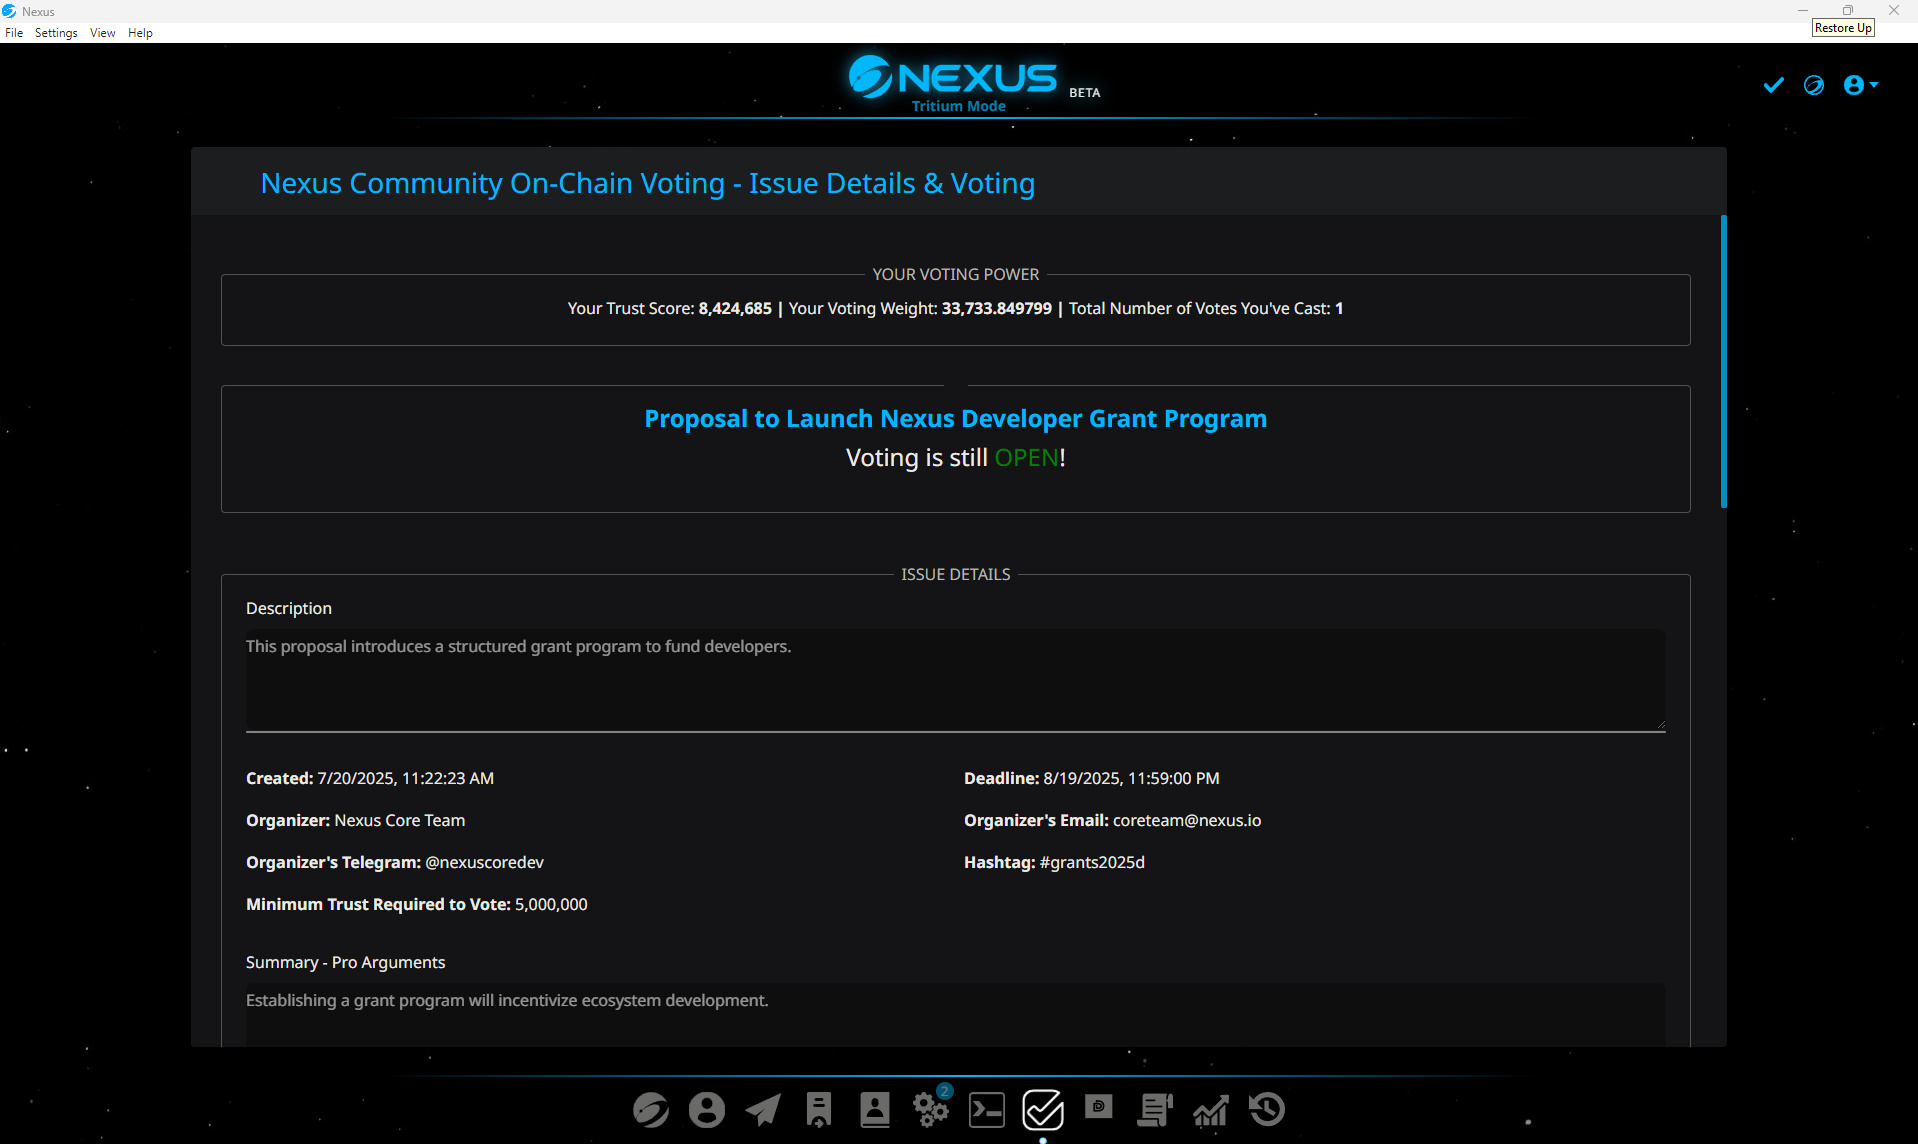 Nexus
File Settings View Help
Restore Up
NEXUS BETA
Tritium Mode
Nexus Community On-Chain Voting - Issue Details & Voting
YOUR VOTING POWER
Your Trust Score: 8,424,685 | Your Voting Weight: 33,733.849799 | Total Number of Votes You've Cast: 1
Proposal to Launch Nexus Developer Grant Program
Voting is still OPEN!
ISSUE DETAILS
Description
This proposal introduces a structured grant program to fund developers.
Created: 7/20/2025, 11:22:23 AM
Deadline: 8/19/2025, 11:59:00 PM
Organizer: Nexus Core Team
Organizer's Email: coreteam@nexus.io
Organizer's Telegram: @nexuscoredev
Hashtag: #grants2025d
Minimum Trust Required to Vote: 5,000,000
Summary - Pro Arguments
Establishing a grant program will incentivize ecosystem development.
2
D